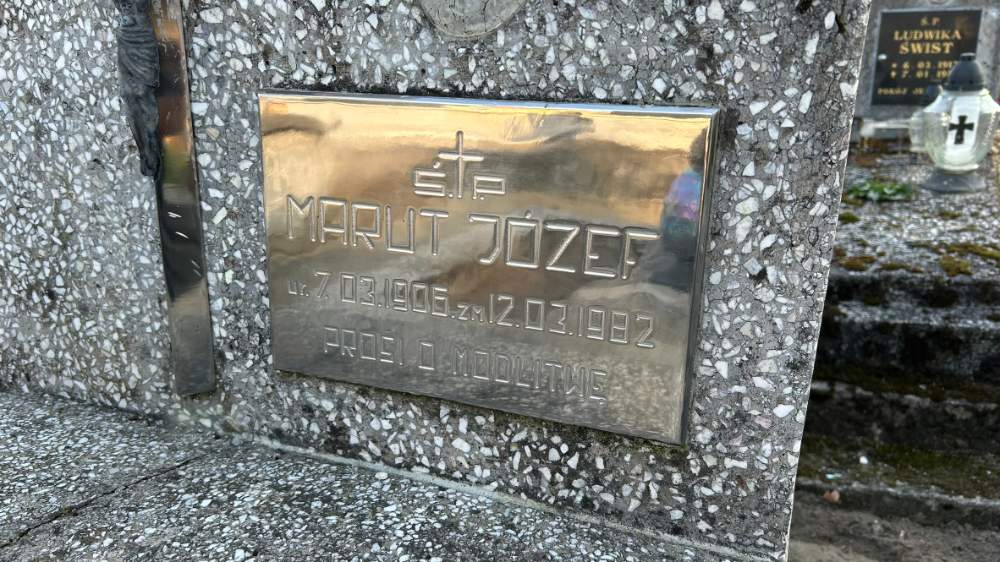 Ś.P.
MARUT JÓZEF
ur. 7.03.1906. zm. 12.03.1982
PROSI O MODLITWĘ
Ś.P.
LUDWIKA
ŚWIST